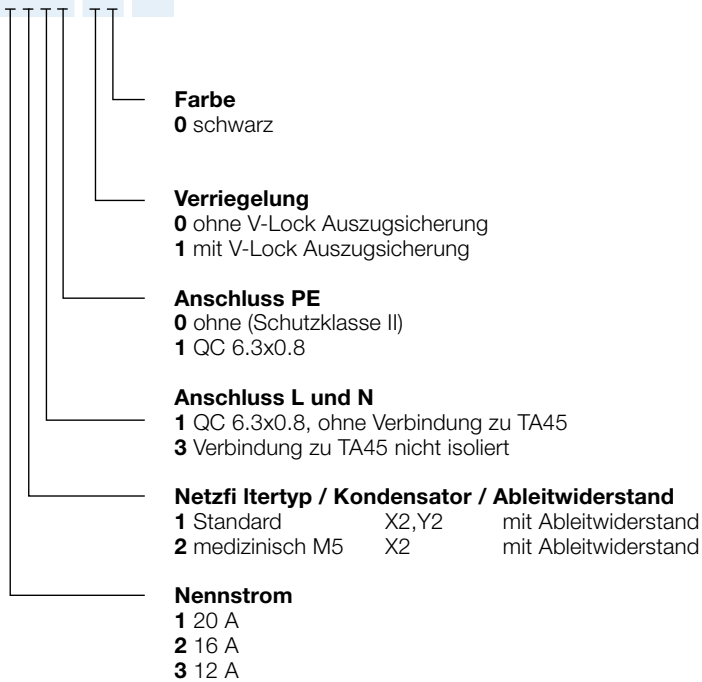 Farbe
0 schwarz
Verriegelung
0 ohne V-Lock Auszugsicherung
1 mit V-Lock Auszugsicherung
Anschluss PE
0 ohne (Schutzklasse II)
1 QC 6.3x0.8
Anschluss L und N
1 QC 6.3x0.8, ohne Verbindung zu TA45
3 Verbindung zu TA45 nicht isoliert
Netzfi ltertyp / Kondensator / Ableitwiderstand
1 Standard X2,Y2 mit Ableitwiderstand
2 medizinisch M5 X2 mit Ableitwiderstand
Nennstrom
1 20 A
2 16 A
3 12 A